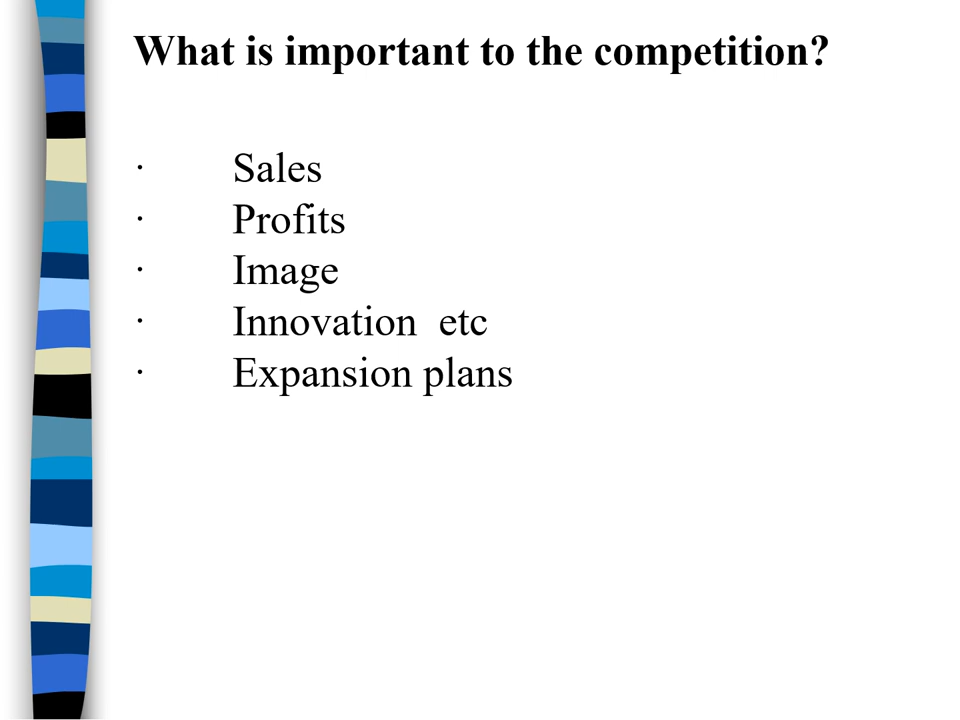 What is important to the competition?
· Sales
· Profits
· Image
· Innovation  etc
· Expansion plans